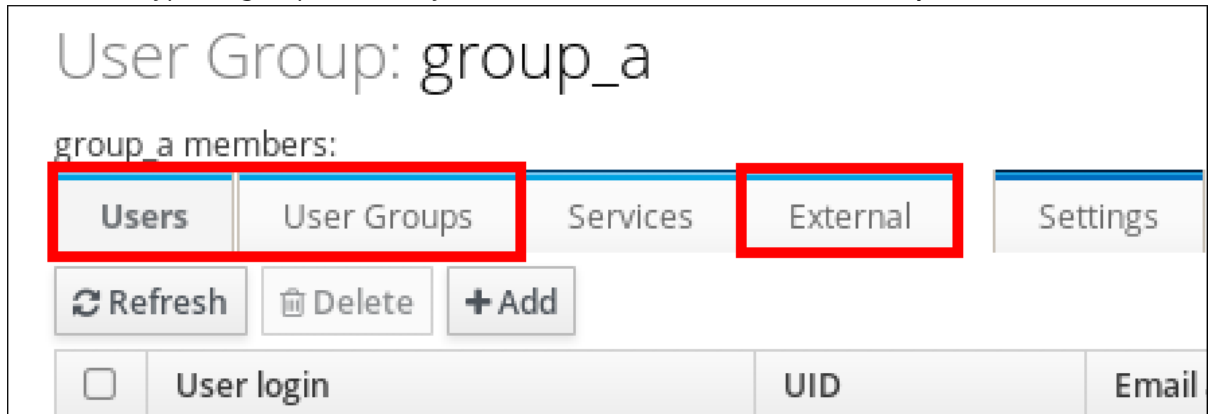 User Group: group_a
group_a members:
Users User Groups Services External Settings
Refresh Delete +Add
User login UID Email